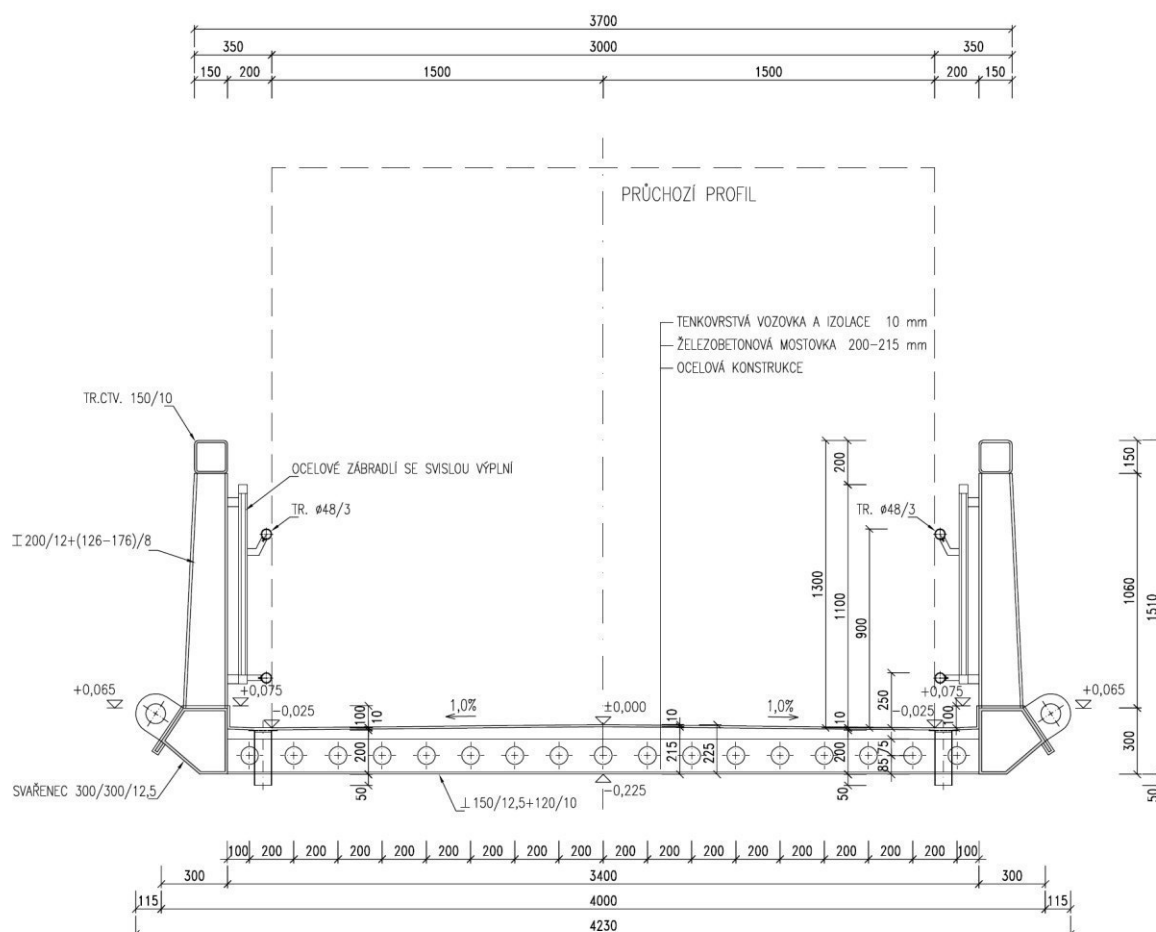 3700
350 3000 350
150 200 1500 1500 200 150
PRŮCHOZÍ PROFIL
TENKOVRSTVÁ VOZOVKA A IZOLACE 10 mm
ŽELEZOBETONOVÁ MOSTOVKA 200-215 mm
OCELOVÁ KONSTRUKCE
TR.CTV. 150/10
OCELOVÉ ZÁBRADLÍ SE SVISLOU VÝPLNÍ
TR. ø48/3
TR. ø48/3
200
150
⌶200/12+(126-176)/8
1300
1100
900
1060
1510
250
+0,065
+0,075
-0,025
100
10
1,0%
±0,000
10
1,0%
10
-0,025
+0,075
100
+0,065
200
215
225
200
85
75
300
SVAŘENEC 300/300/12,5
50
⊥150/12,5+120/10
-0,225
50
50
100 200 200 200 200 200 200 200 200 200 200 200 200 200 200 200 200 100
300 3400 300
115 4000 115
4230